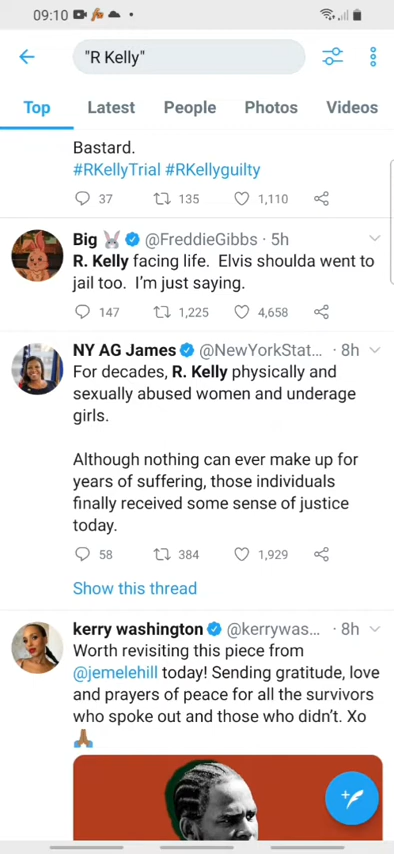 09:10
"R Kelly"
Top Latest People Photos Videos
Bastard.
#RKellyTrial #RKellyguilty
37 135 1,110
Big 🐰 @FreddieGibbs · 5h
R. Kelly facing life. Elvis shoulda went to
jail too. I'm just saying.
147 1,225 4,658
NY AG James @NewYorkStat... · 8h
For decades, R. Kelly physically and
sexually abused women and underage
girls.
Although nothing can ever make up for
years of suffering, those individuals
finally received some sense of justice
today.
58 384 1,929
Show this thread
kerry washington @kerrywas... · 8h
Worth revisiting this piece from
@jemelehill today! Sending gratitude, love
and prayers of peace for all the survivors
who spoke out and those who didn't. Xo
🙏🏾